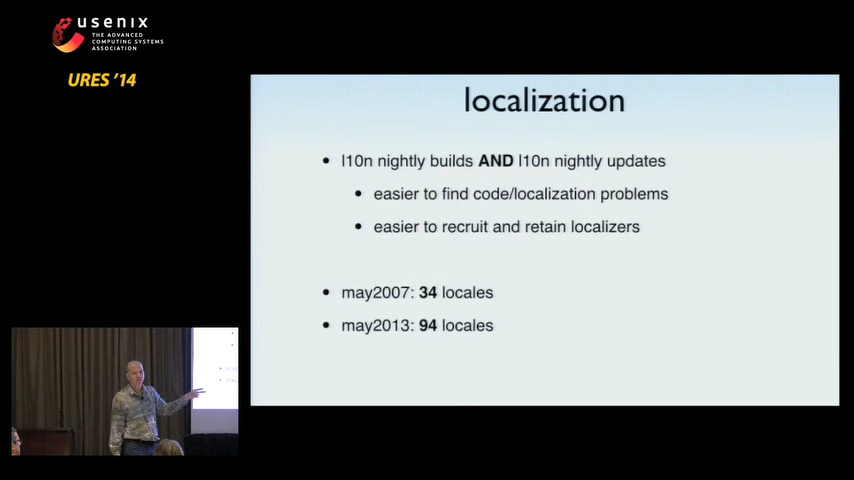 usenix
THE ADVANCED
COMPUTING SYSTEMS
ASSOCIATION
URES '14
localization
l10n nightly builds AND l10n nightly updates
easier to find code/localization problems
easier to recruit and retain localizers
may2007: 34 locales
may2013: 94 locales